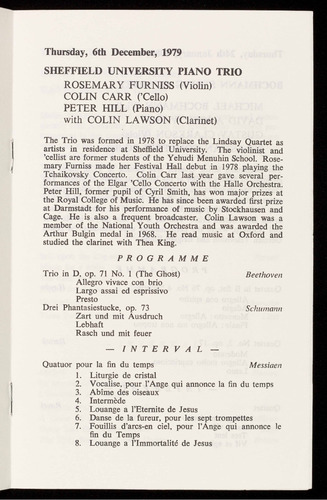 Thursday, 6th December, 1979
SHEFFIELD UNIVERSITY PIANO TRIO
ROSEMARY FURNISS (Violin)
COLIN CARR ('Cello)
PETER HILL (Piano)
with COLIN LAWSON (Clarinet)
The Trio was formed in 1978 to replace the Lindsay Quartet as
artists in residence at Sheffield University. The violinist and
'cellist are former students of the Yehudi Menuhin School. Rose-
mary Furniss made her Festival Hall debut in 1978 playing the
Tchaikovsky Concerto. Colin Carr last year gave several per-
formances of the Elgar 'Cello Concerto with the Halle Orchestra.
Peter Hill, former pupil of Cyril Smith, has won major prizes at
the Royal College of Music. He has since been awarded first prize
at Darmstadt for his performance of music by Stockhausen and
Cage. He is also a frequent broadcaster. Colin Lawson was a
member of the National Youth Orchestra and was awarded the
Arthur Bulgin medal in 1968. He read music at Oxford and
studied the clarinet with Thea King.
PROGRAMME
Trio in D, op. 71 No. 1 (The Ghost) Beethoven
Allegro vivace con brio
Largo assai ed espressivo
Presto
Drei Phantasiestucke, op. 73 Schumann
Zart und mit Ausdruch
Lebhaft
Rasch und mit feuer
— INTERVAL —
Quatuor pour la fin du temps Messiaen
1. Liturgie de cristal
2. Vocalise, pour l'Ange qui annonce la fin du temps
3. Abime des oiseaux
4. Intermède
5. Louange a l'Eternite de Jesus
6. Danse de la fureur, pour les sept trompettes
7. Fouillis d'arcs-en ciel, pour l'Ange qui annonce le
fin du Temps
8. Louange a l'Immortalité de Jesus